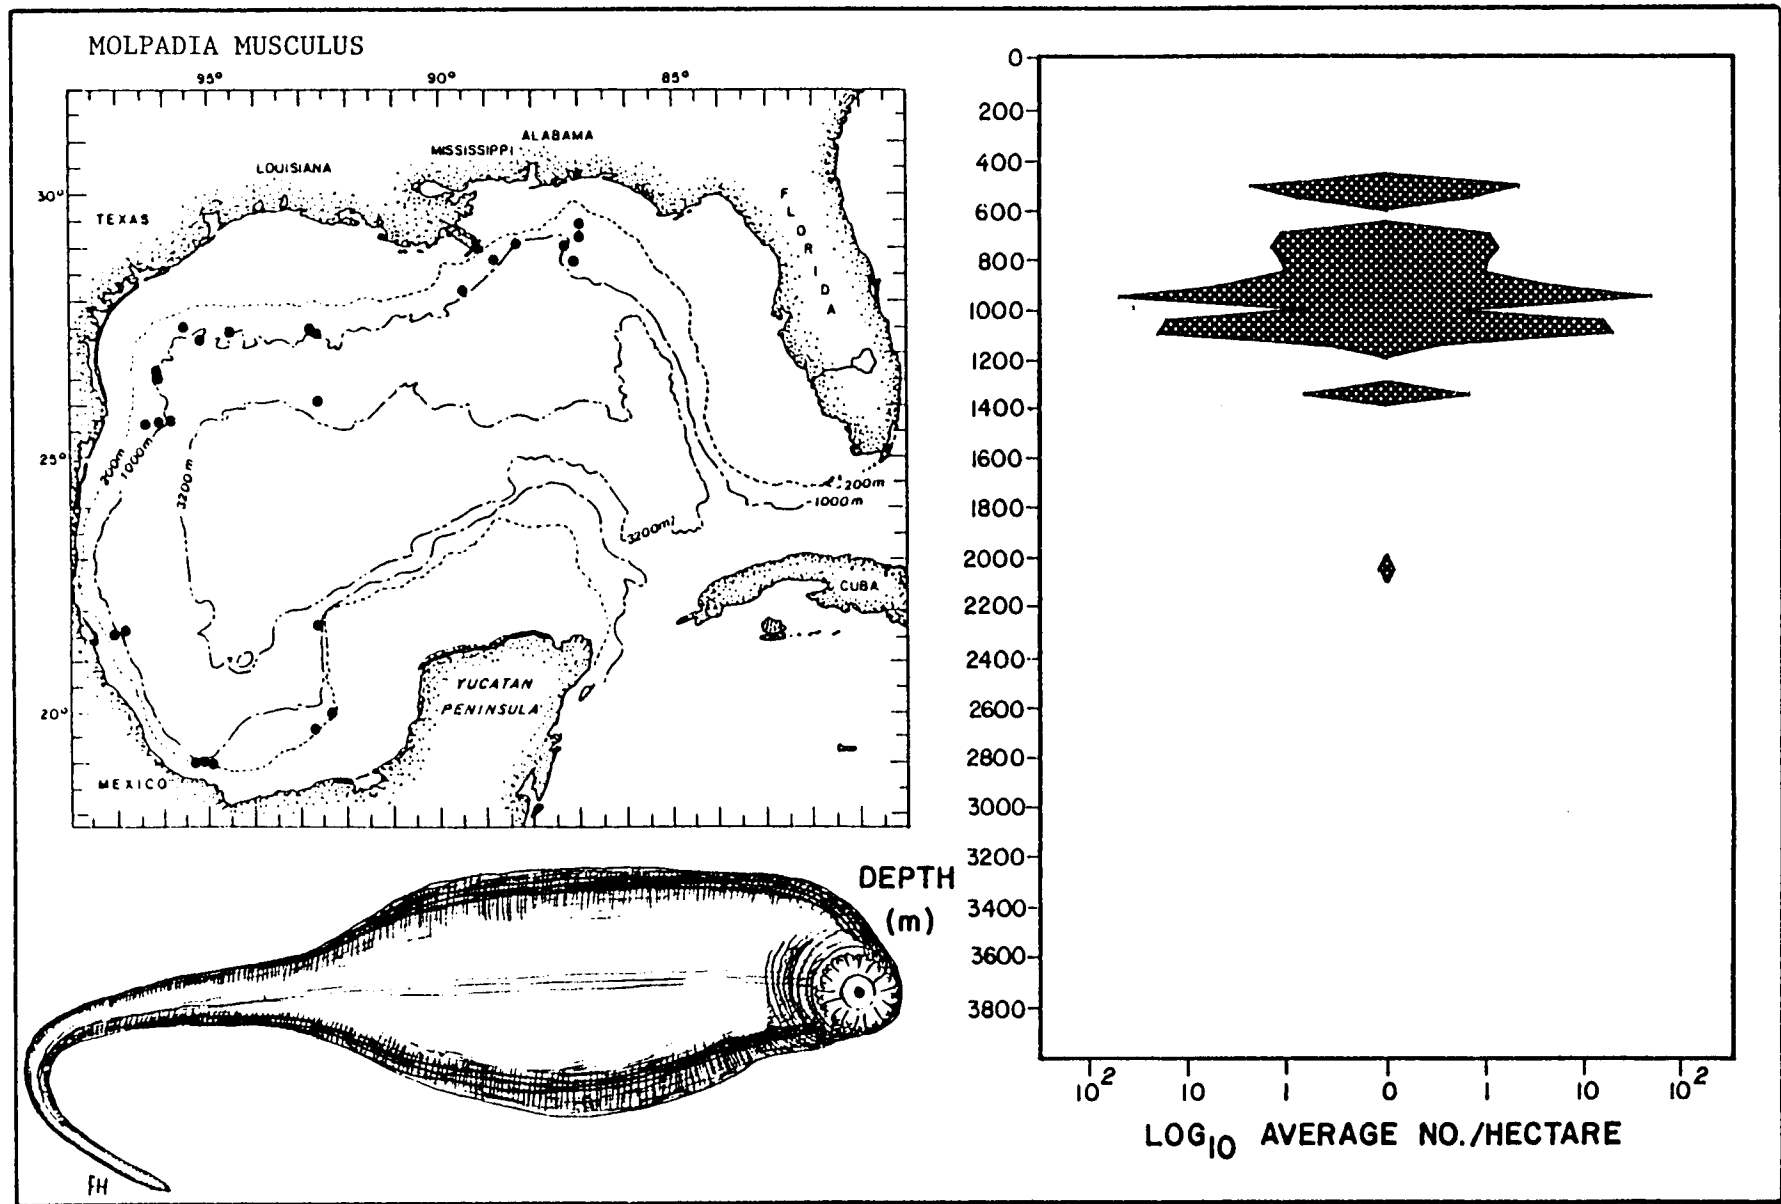 MOLPADIA MUSCULUS
95° 90° 85°
ALABAMA
MISSISSIPPI
LOUISIANA
30°
TEXAS
FLORIDA
25°
200m
1000m
3200m
200m
1000m
3200m
CUBA
YUCATAN
PENINSULA
20°
MEXICO
FH
DEPTH
(m)
0
200
400
600
800
1000
1200
1400
1600
1800
2000
2200
2400
2600
2800
3000
3200
3400
3600
3800
10² 10 1 0 1 10 10²
LOG₁₀ AVERAGE NO./HECTARE